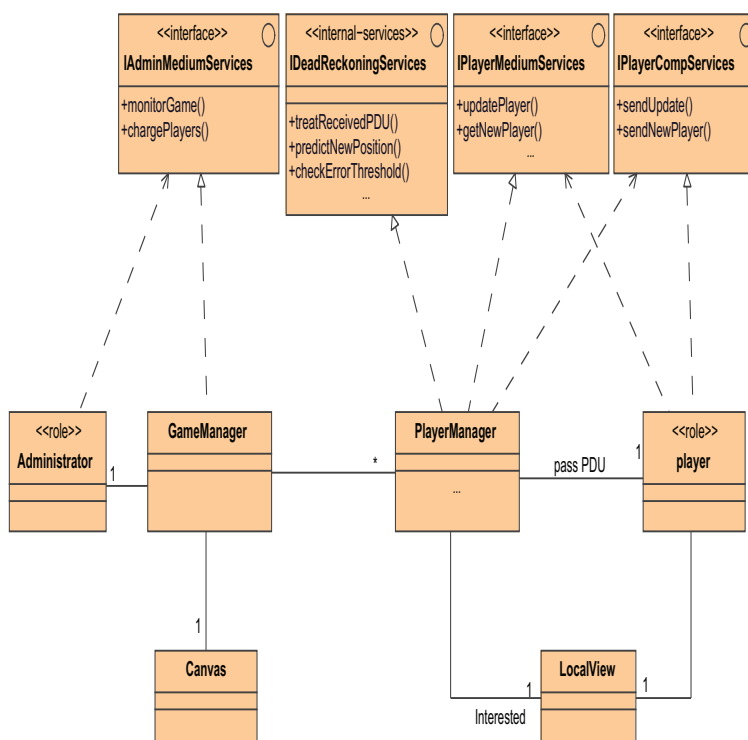 <<interface>>
IAdminMediumServices
+monitorGame()
+chargePlayers()
<<internal-services>>
IDeadReckoningServices
+treatReceivedPDU()
+predictNewPosition()
+checkErrorThreshold()
...
<<interface>>
IPlayerMediumServices
+updatePlayer()
+getNewPlayer()
...
<<interface>>
IPlayerCompServices
+sendUpdate()
+sendNewPlayer()
<<role>>
Administrator
1
GameManager
*
PlayerManager
...
pass PDU
1
<<role>>
player
1
Canvas
Interested
1
LocalView
1